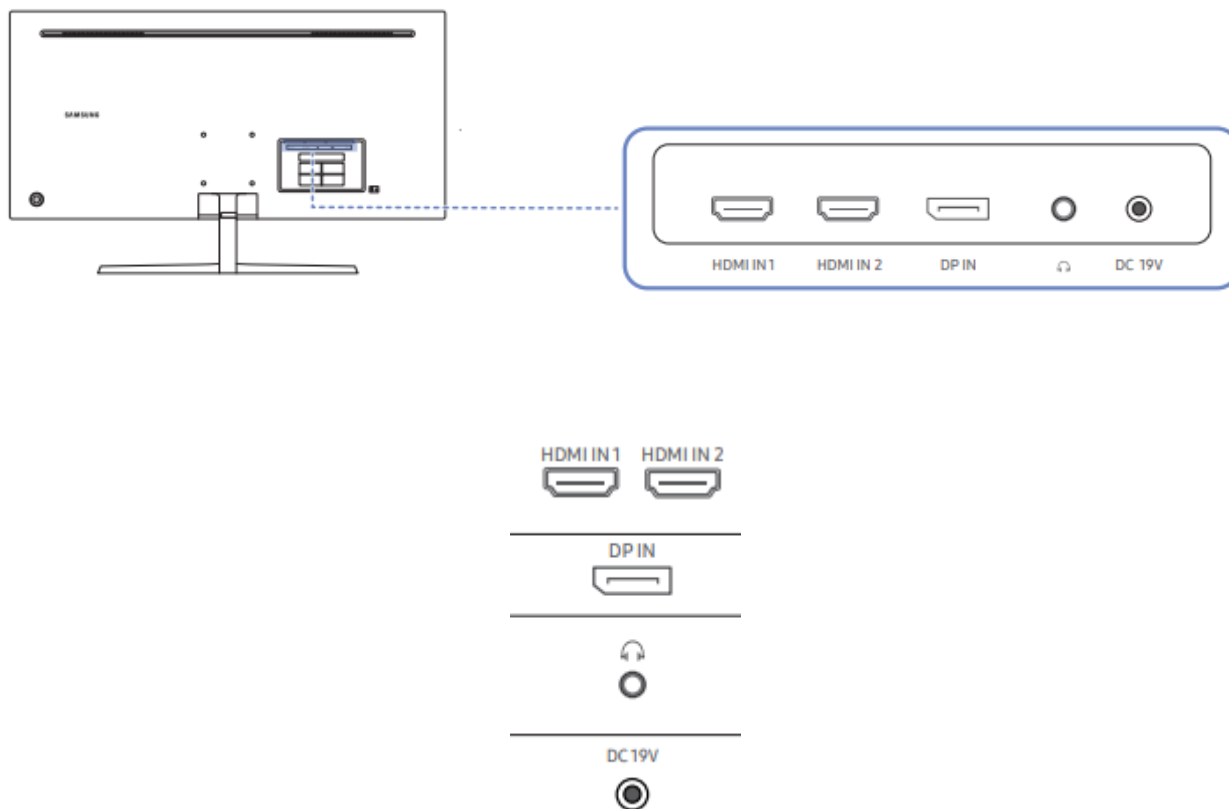 SAMSUNG
HDMI IN 1 HDMI IN 2 DP IN DC 19V
HDMI IN 1 HDMI IN 2
DP IN
DC 19V